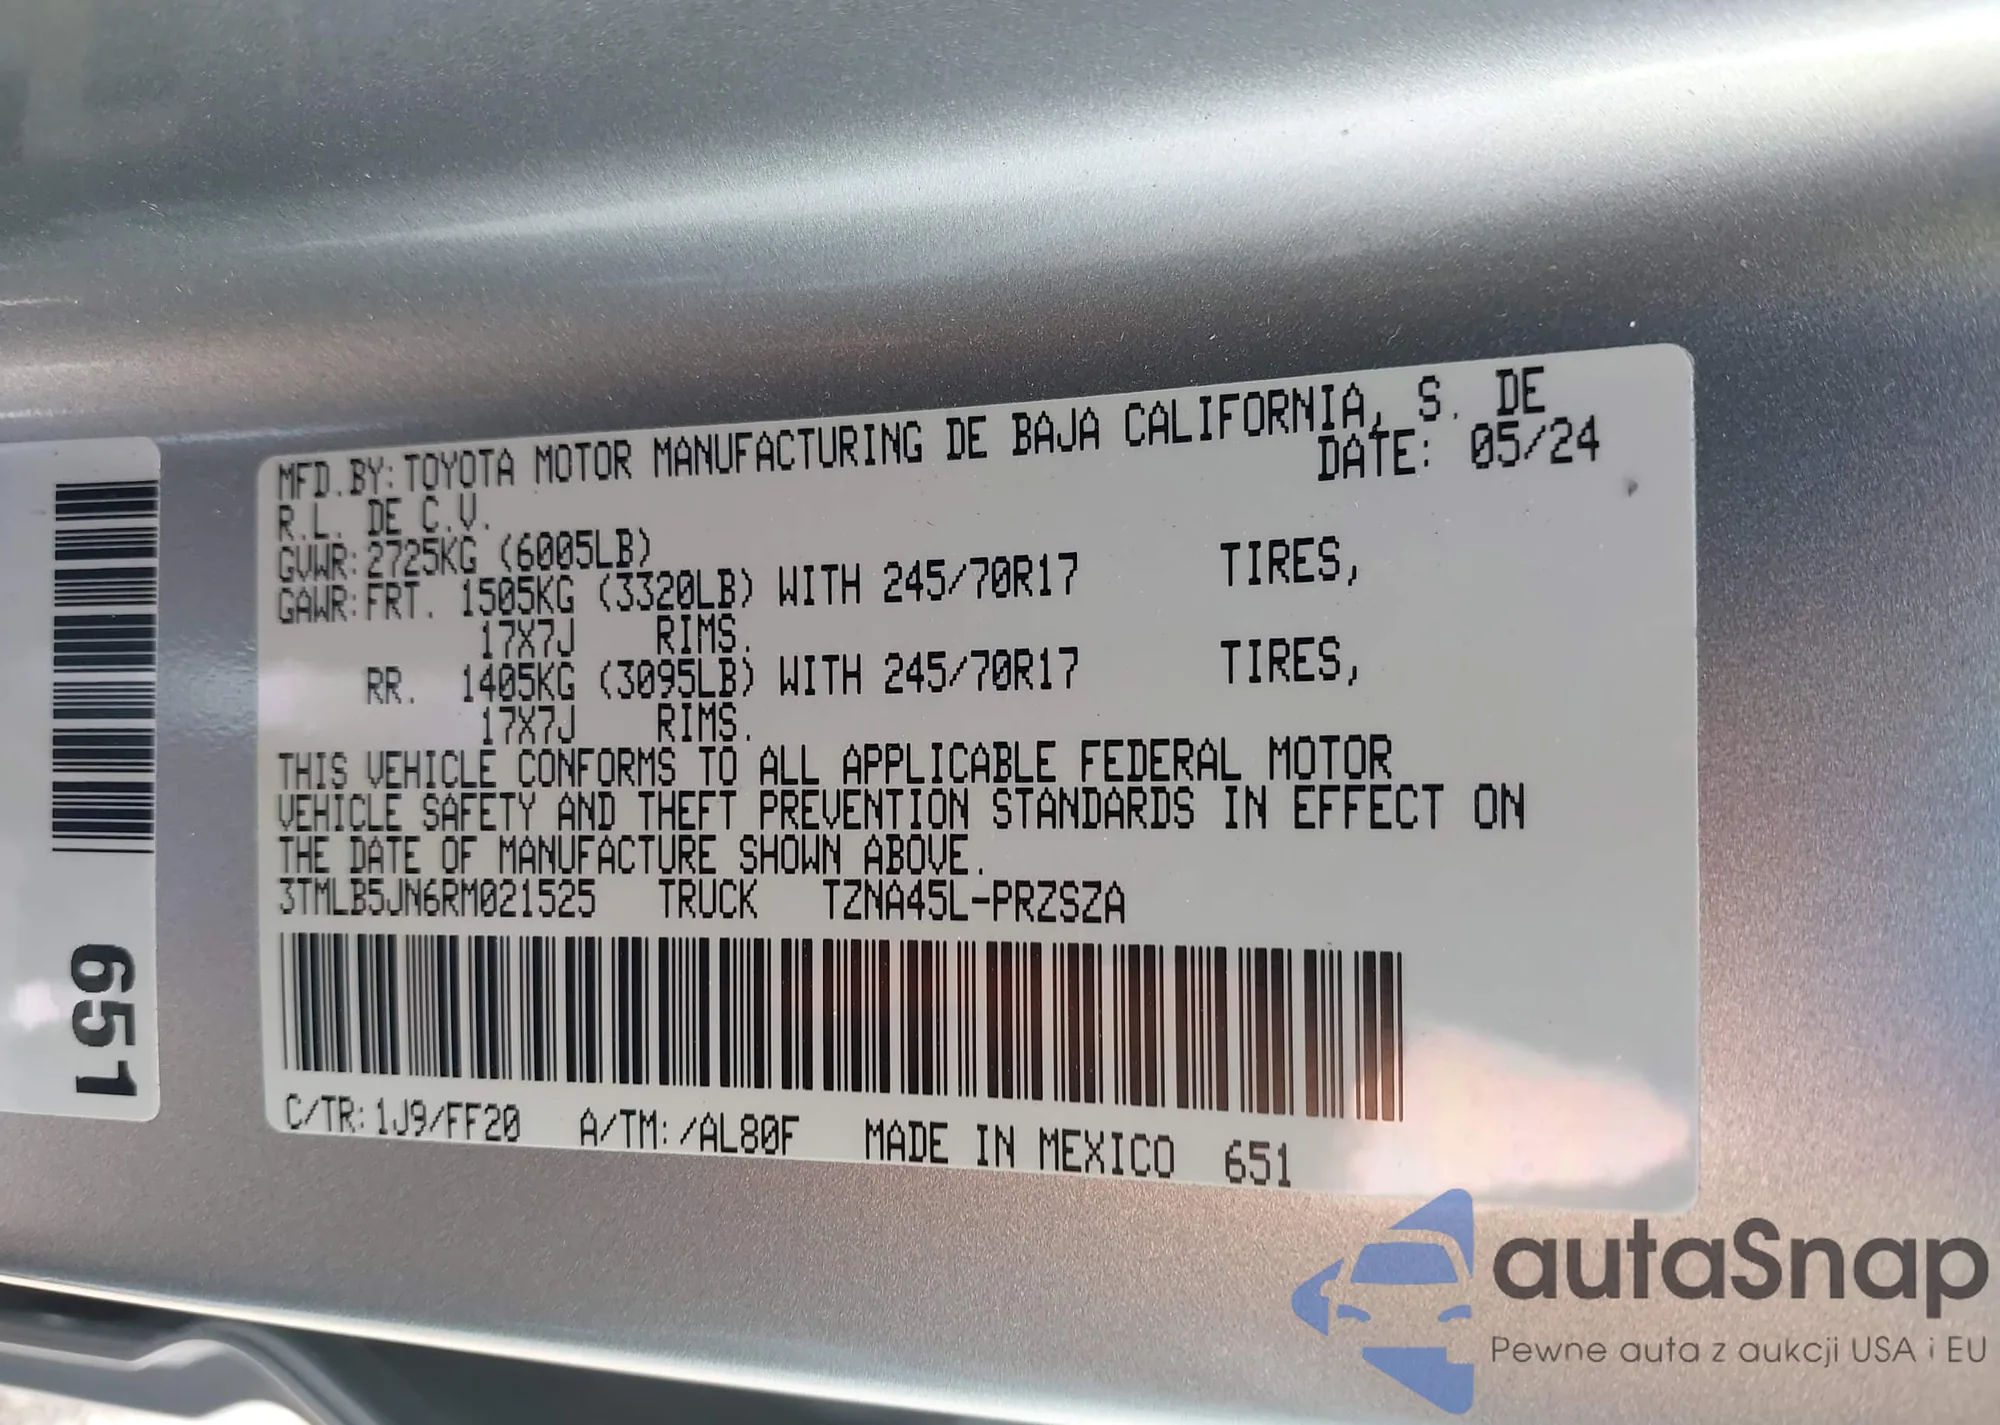 MFD.BY:TOYOTA MOTOR MANUFACTURING DE BAJA CALIFORNIA, S. DE
R.L. DE C.V.
DATE: 05/24
GVWR:2725KG (6005LB)
GAWR:FRT. 1505KG (3320LB) WITH 245/70R17 TIRES,
17X7J RIMS.
RR. 1405KG (3095LB) WITH 245/70R17 TIRES,
17X7J RIMS.
THIS VEHICLE CONFORMS TO ALL APPLICABLE FEDERAL MOTOR
VEHICLE SAFETY AND THEFT PREVENTION STANDARDS IN EFFECT ON
THE DATE OF MANUFACTURE SHOWN ABOVE.
3TMLB5JN6RM021525 TRUCK TZNA45L-PRZSZA
C/TR:1J9/FF20 A/TM:/AL80F MADE IN MEXICO 651
651
autaSnap
Pewne auta z aukcji USA i EU